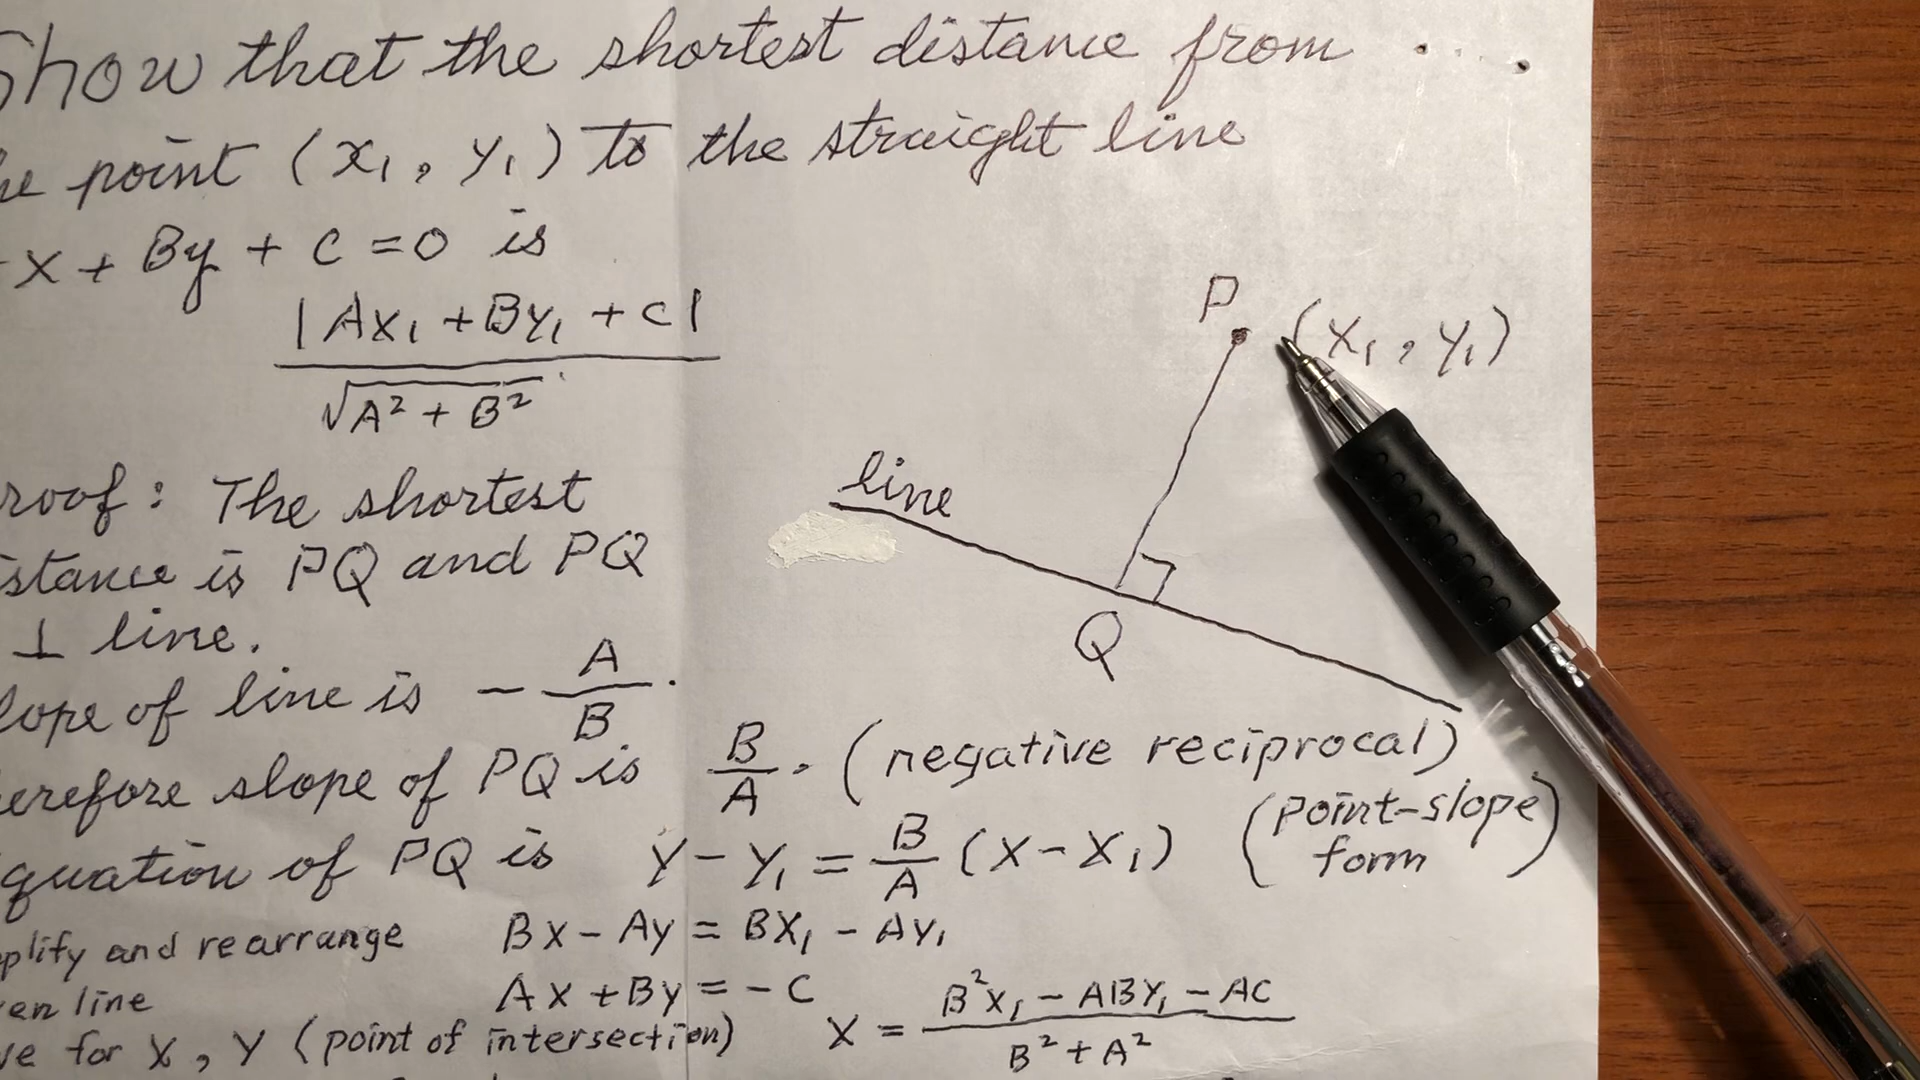 Show that the shortest distance from ....
point (x₁, y₁) to the straight line
x + By + C = 0 is
|Ax₁ + By₁ + C|
√A² + B²
P (x₁, y₁)
line
Q
roof: The shortest
stance is PQ and PQ
⊥ line.
lope of line is - A/B.
erefore slope of PQ is B/A. (negative reciprocal)
quation of PQ is y - y₁ = B/A (x - x₁) (point-slope form)
plify and rearrange Bx - Ay = Bx₁ - Ay₁
en line Ax + By = - C
ve for x, y (point of intersection) x = B²x₁ - ABy₁ - AC / B² + A²